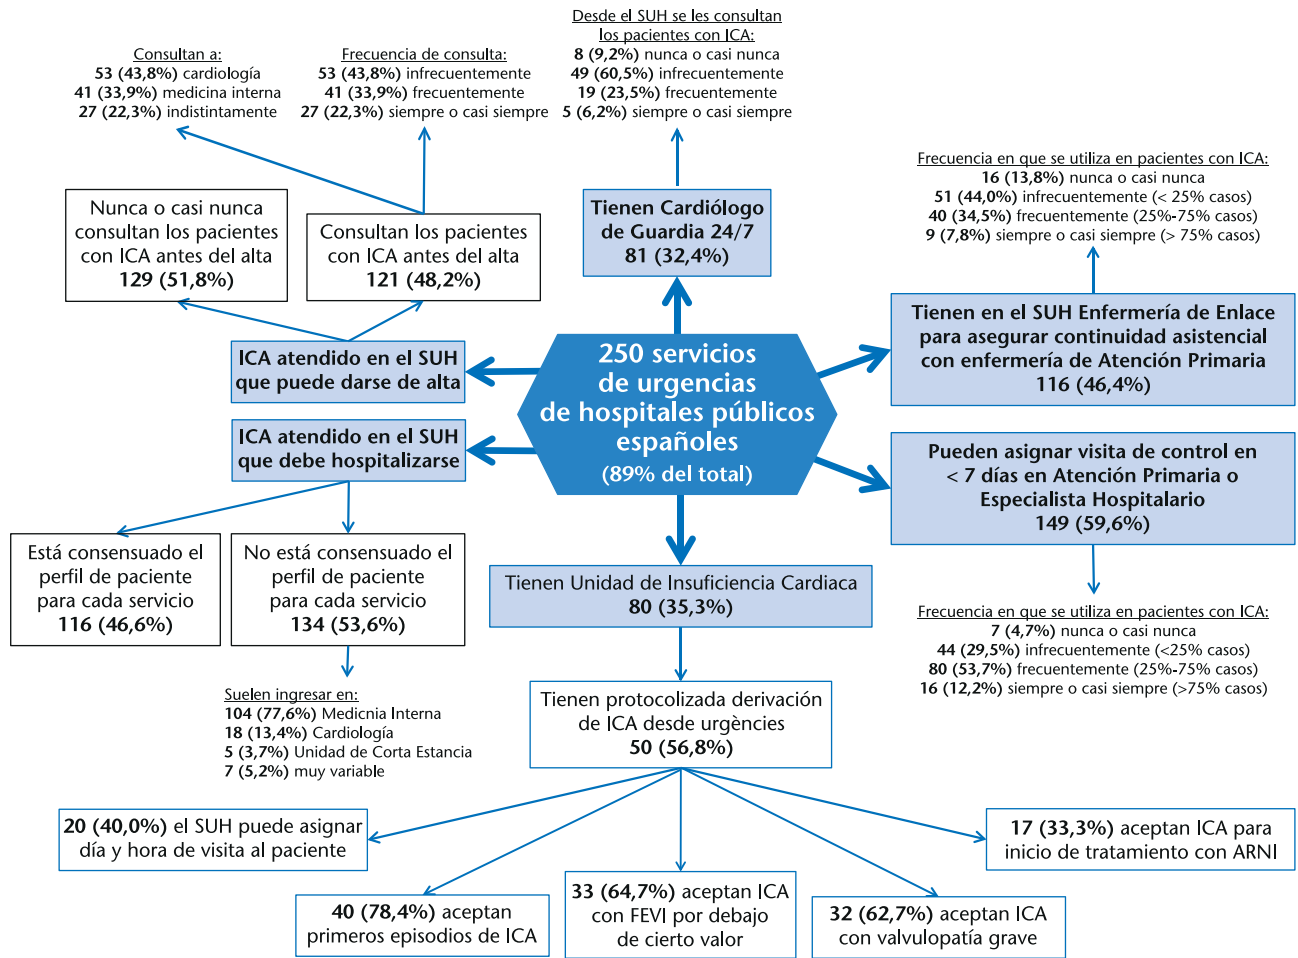 Desde el SUH se les consultan
los pacientes con ICA:
8 (9,2%) nunca o casi nunca
49 (60,5%) infrecuentemente
19 (23,5%) frecuentemente
5 (6,2%) siempre o casi siempre
Consultan a:
53 (43,8%) cardiología
41 (33,9%) medicina interna
27 (22,3%) indistintamente
Frecuencia de consulta:
53 (43,8%) infrecuentemente
41 (33,9%) frecuentemente
27 (22,3%) siempre o casi siempre
Frecuencia en que se utiliza en pacientes con ICA:
16 (13,8%) nunca o casi nunca
51 (44,0%) infrecuentemente (< 25% casos)
40 (34,5%) frecuentemente (25%-75% casos)
9 (7,8%) siempre o casi siempre (> 75% casos)
Nunca o casi nunca
consultan los pacientes
con ICA antes del alta
129 (51,8%)
Consultan los pacientes
con ICA antes del alta
121 (48,2%)
Tienen Cardiólogo
de Guardia 24/7
81 (32,4%)
Tienen en el SUH Enfermería de Enlace
para asegurar continuidad asistencial
con enfermería de Atención Primaria
116 (46,4%)
ICA atendido en el SUH
que puede darse de alta
250 servicios
de urgencias
de hospitales públicos
españoles
(89% del total)
ICA atendido en el SUH
que debe hospitalizarse
Pueden asignar visita de control en
< 7 días en Atención Primaria o
Especialista Hospitalario
149 (59,6%)
Está consensuado el
perfil de paciente
para cada servicio
116 (46,6%)
No está consensuado el
perfil de paciente
para cada servicio
134 (53,6%)
Tienen Unidad de Insuficiencia Cardiaca
80 (35,3%)
Frecuencia en que se utiliza en pacientes con ICA:
7 (4,7%) nunca o casi nunca
44 (29,5%) infrecuentemente (<25% casos)
80 (53,7%) frecuentemente (25%-75% casos)
16 (12,2%) siempre o casi siempre (>75% casos)
Suelen ingresar en:
104 (77,6%) Medicnia Interna
18 (13,4%) Cardiología
5 (3,7%) Unidad de Corta Estancia
7 (5,2%) muy variable
Tienen protocolizada derivación
de ICA desde urgències
50 (56,8%)
20 (40,0%) el SUH puede asignar
día y hora de visita al paciente
40 (78,4%) aceptan
primeros episodios de ICA
33 (64,7%) aceptan ICA
con FEVI por debajo
de cierto valor
32 (62,7%) aceptan ICA
con valvulopatía grave
17 (33,3%) aceptan ICA para
inicio de tratamiento con ARNI